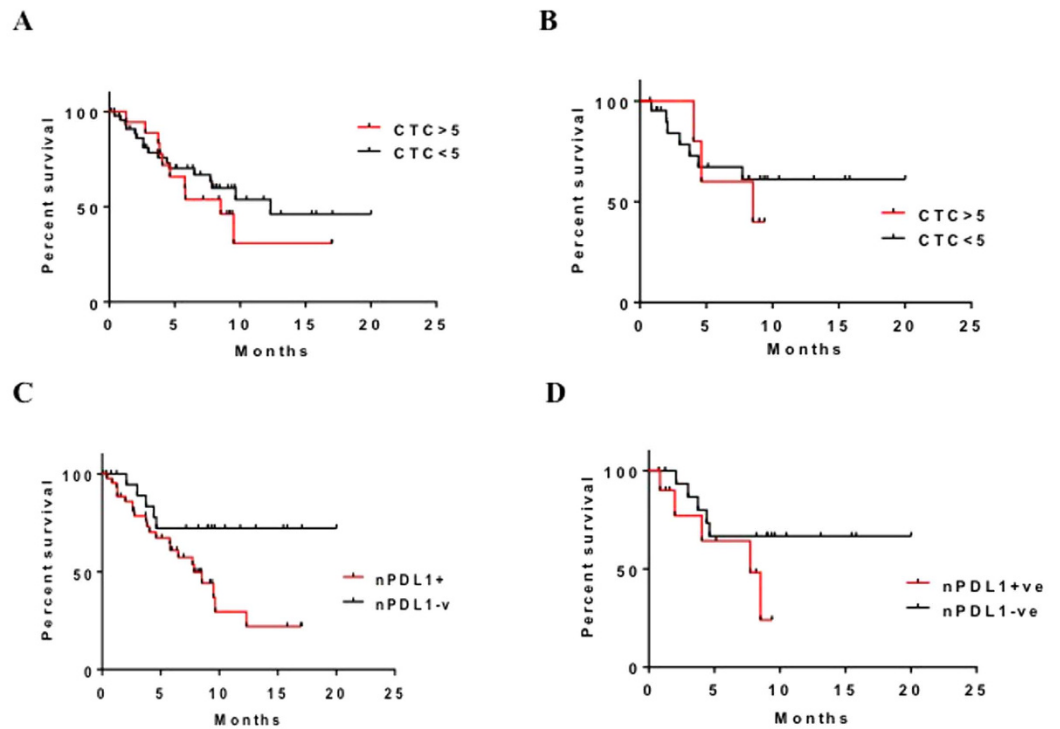 A
Percent survival
100
50
0
0 5 10 15 20 25
Months
CTC>5
CTC<5
B
Percent survival
100
50
0
0 5 10 15 20 25
Months
CTC>5
CTC<5
C
Percent survival
100
50
0
0 5 10 15 20 25
Months
nPDL1+
nPDL1-v
D
Percent survival
100
50
0
0 5 10 15 20 25
Months
nPDL1+ve
nPDL1-ve